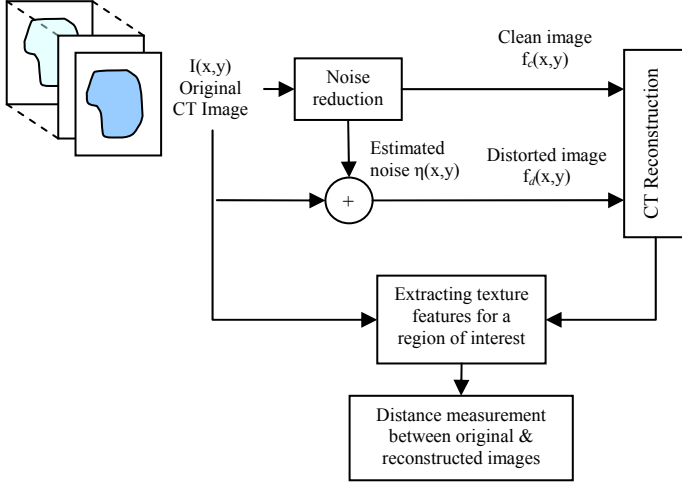 I(x,y)
Original
CT Image
Noise
reduction
Clean image
f_c(x,y)
Estimated
noise η(x,y)
+
Distorted image
f_d(x,y)
CT Reconstruction
Extracting texture
features for a
region of interest
Distance measurement
between original &
reconstructed images